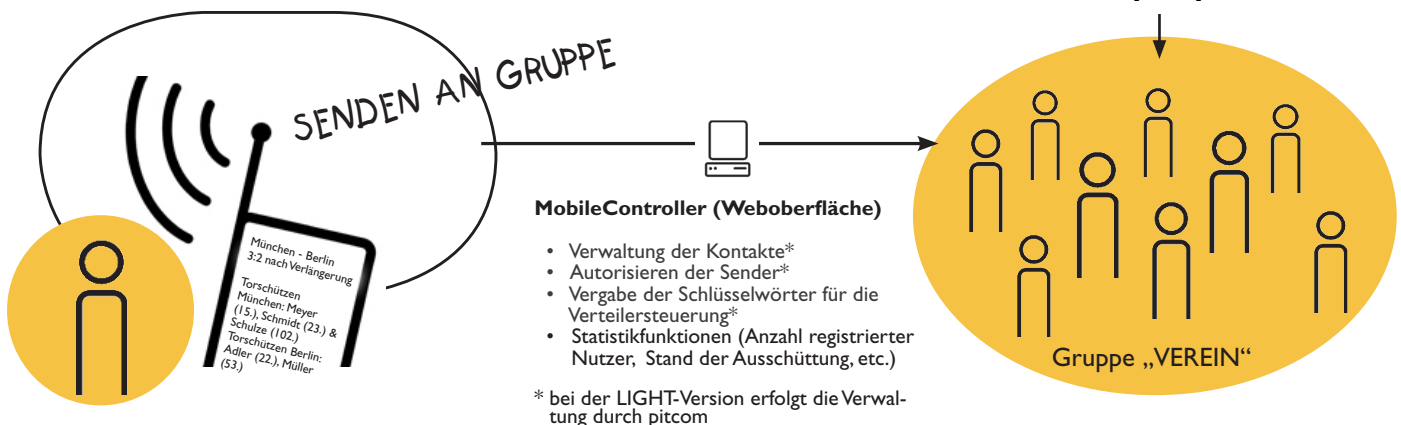 SENDEN AN GRUPPE
München - Berlin
3:2 nach Verlängerung
Torschützen
München: Meyer
(15.), Schmidt (23.) &
Schulze (102.)
Torschützen Berlin:
Adler (22.), Müller
(53.)
MobileController (Weboberfläche)
• Verwaltung der Kontakte*
• Autorisieren der Sender*
• Vergabe der Schlüsselwörter für die
Verteilersteuerung*
• Statistikfunktionen (Anzahl registrierter
Nutzer, Stand der Ausschüttung, etc.)
* bei der LIGHT-Version erfolgt die Verwal-
tung durch pitcom
Gruppe „VEREIN“